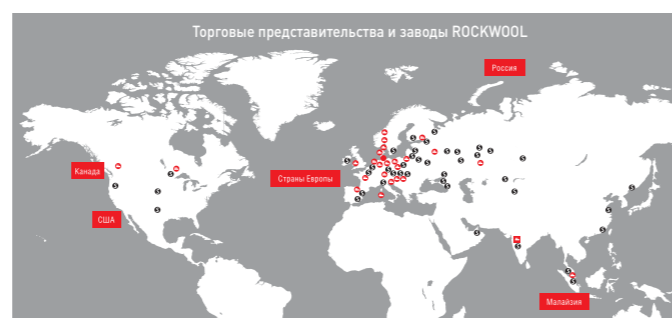 Торговые представительства и заводы ROCKWOOL
Россия
Канада
Страны Европы
США
Малайзия